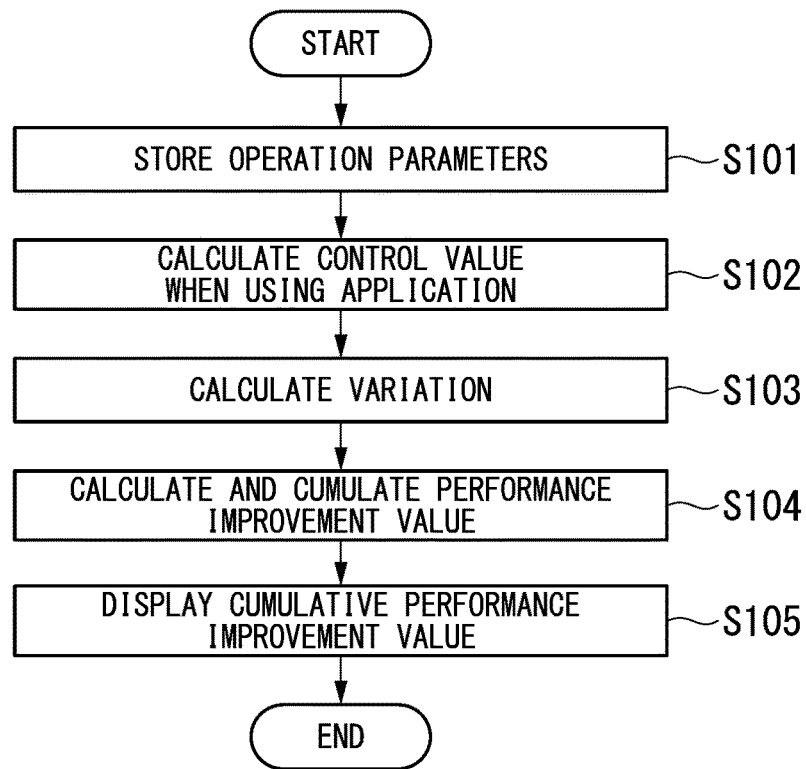 START
STORE OPERATION PARAMETERS
S101
CALCULATE CONTROL VALUE
WHEN USING APPLICATION
S102
CALCULATE VARIATION
S103
CALCULATE AND CUMULATE PERFORMANCE
IMPROVEMENT VALUE
S104
DISPLAY CUMULATIVE PERFORMANCE
IMPROVEMENT VALUE
S105
END